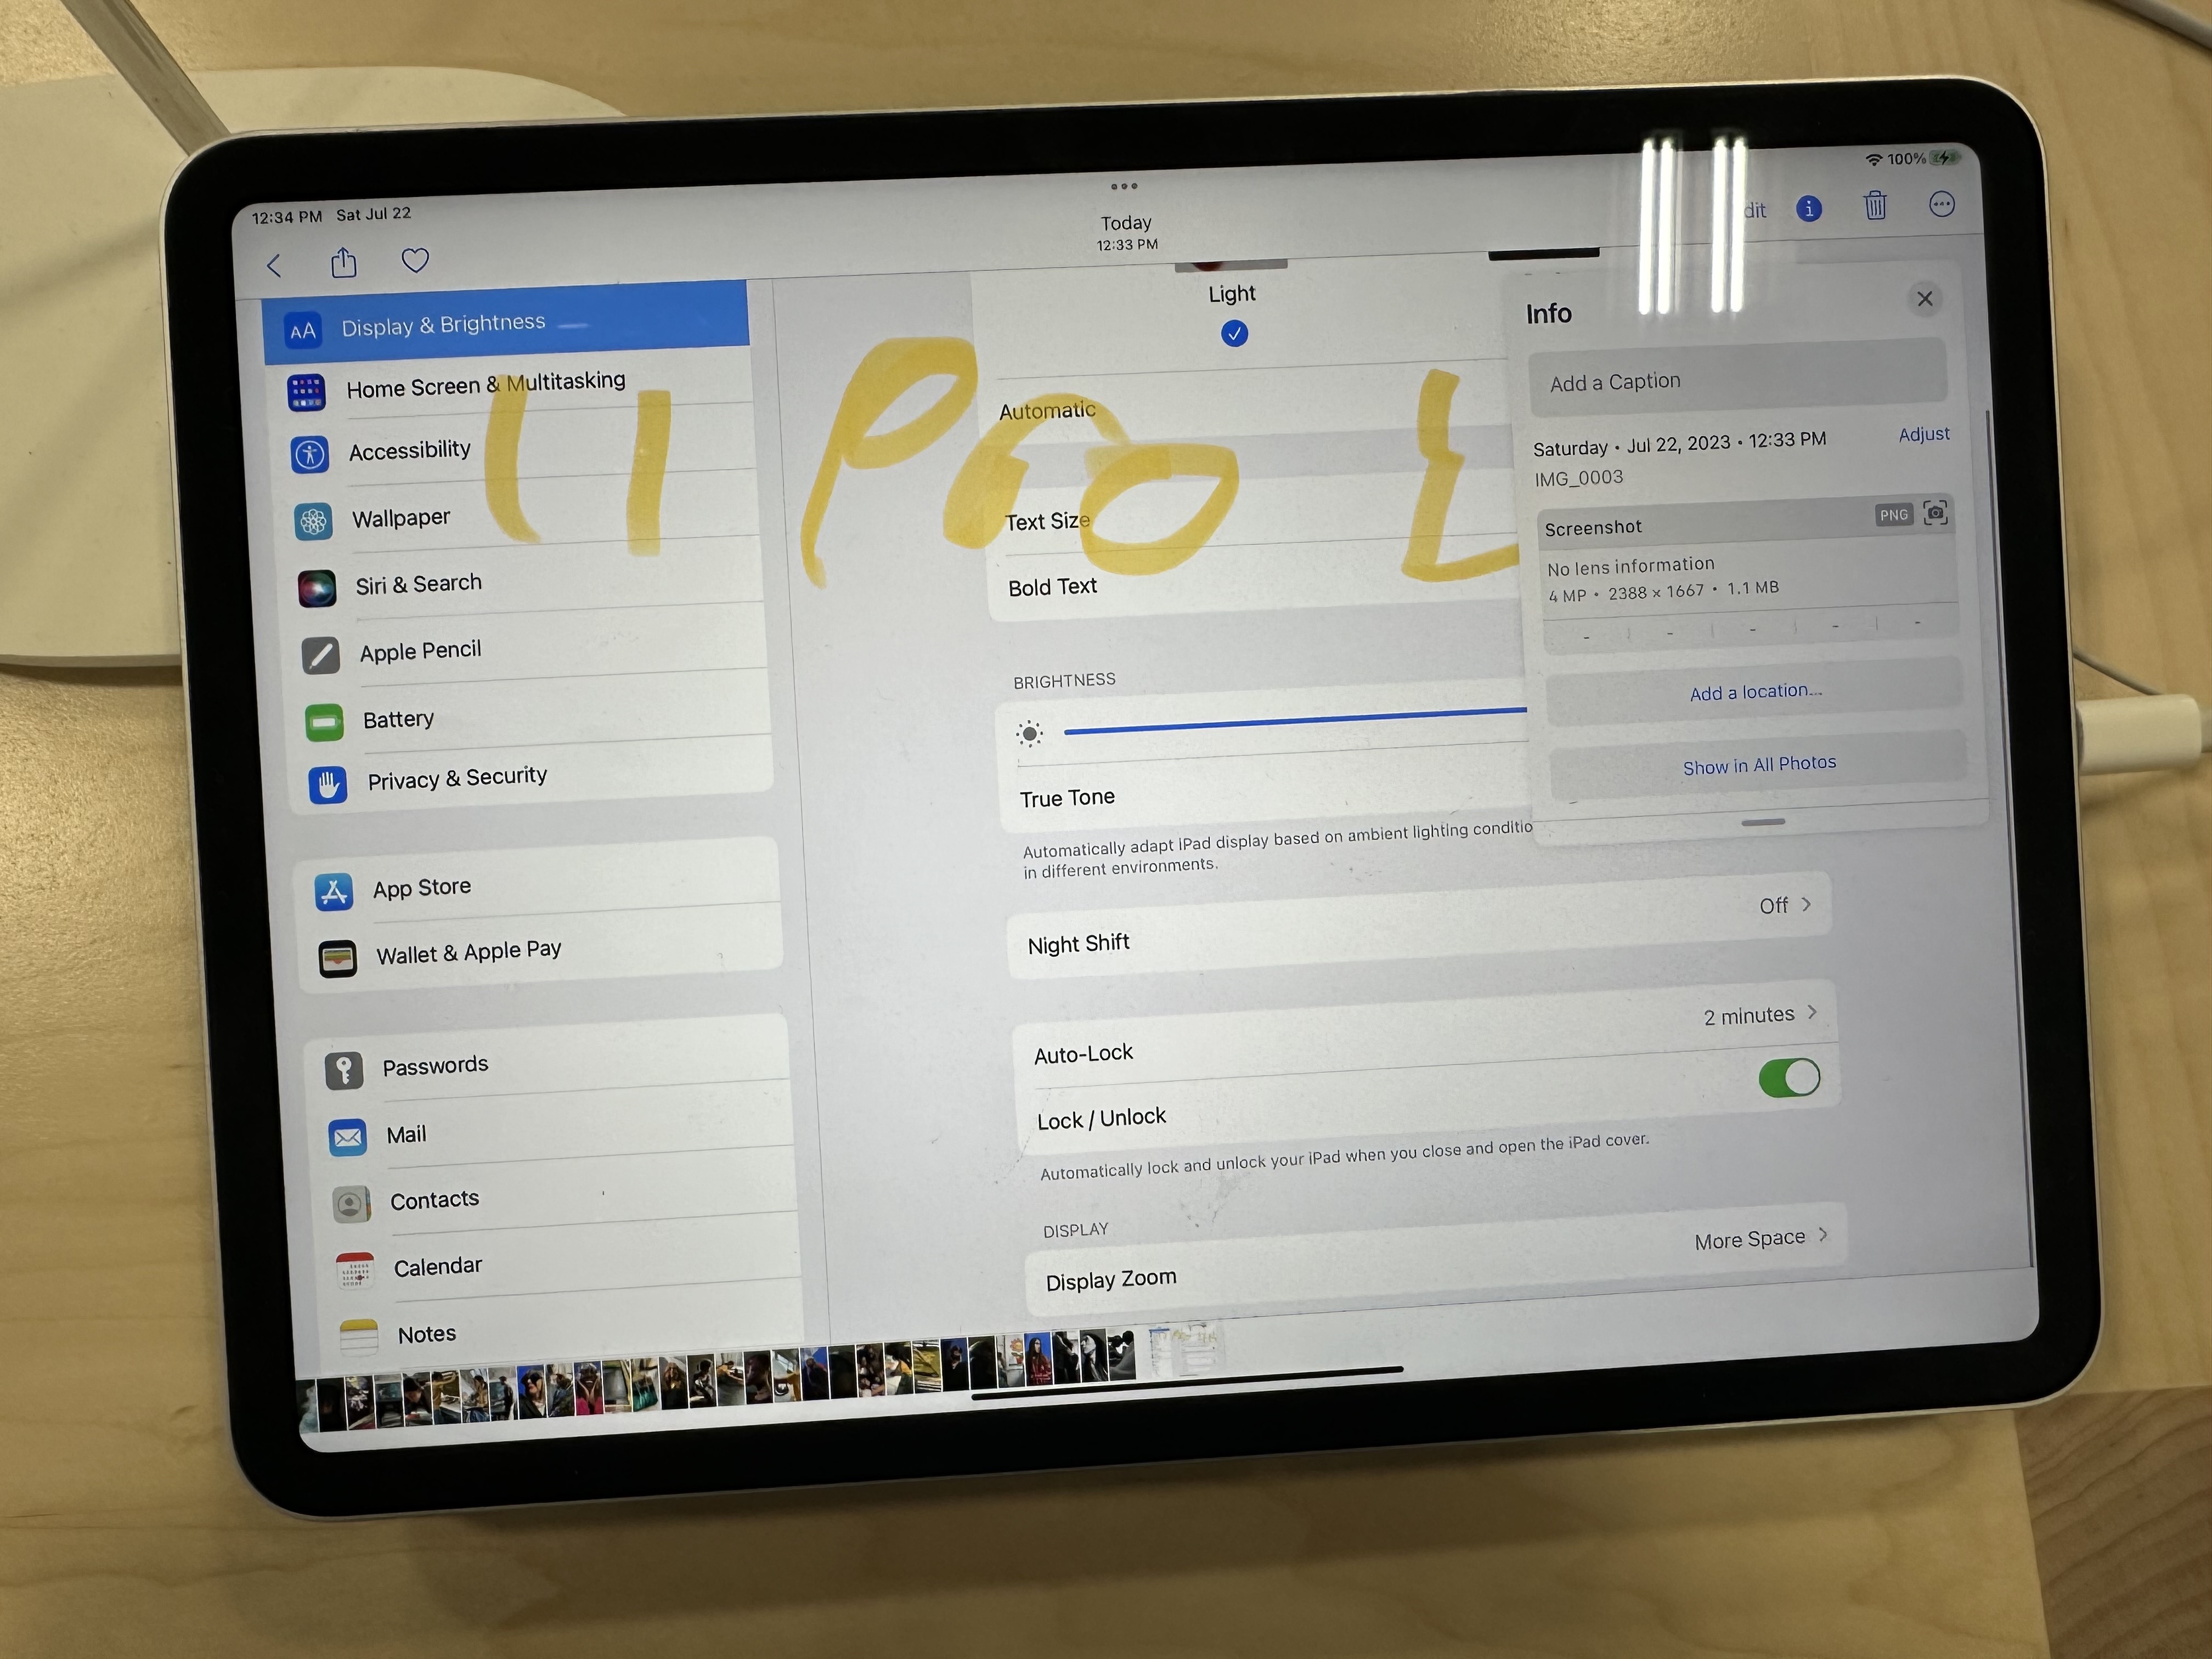 12:34 PM Sat Jul 22
100%
Today
12:33 PM
dit
Display & Brightness
Home Screen & Multitasking
Accessibility
Wallpaper
Siri & Search
Apple Pencil
Battery
Privacy & Security
App Store
Wallet & Apple Pay
Passwords
Mail
Contacts
Calendar
Notes
11 Pro
Light
Automatic
Text Size
Bold Text
BRIGHTNESS
True Tone
Automatically adapt iPad display based on ambient lighting conditio
in different environments.
Night Shift Off
Auto-Lock 2 minutes
Lock / Unlock
Automatically lock and unlock your iPad when you close and open the iPad cover.
DISPLAY
Display Zoom More Space
Info
Add a Caption
Saturday • Jul 22, 2023 • 12:33 PM Adjust
IMG_0003
Screenshot PNG
No lens information
4 MP • 2388 × 1667 • 1.1 MB
- - - - -
Add a location...
Show in All Photos